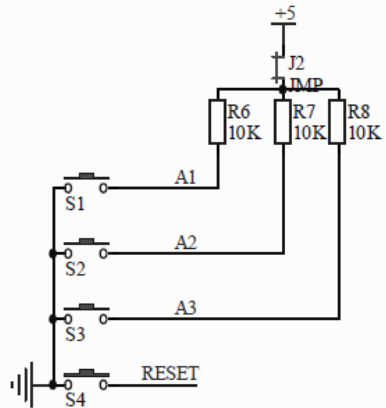 +5
J2
JMP
R6 R7 R8
10K 10K 10K
A1
S1
A2
S2
A3
S3
RESET
S4